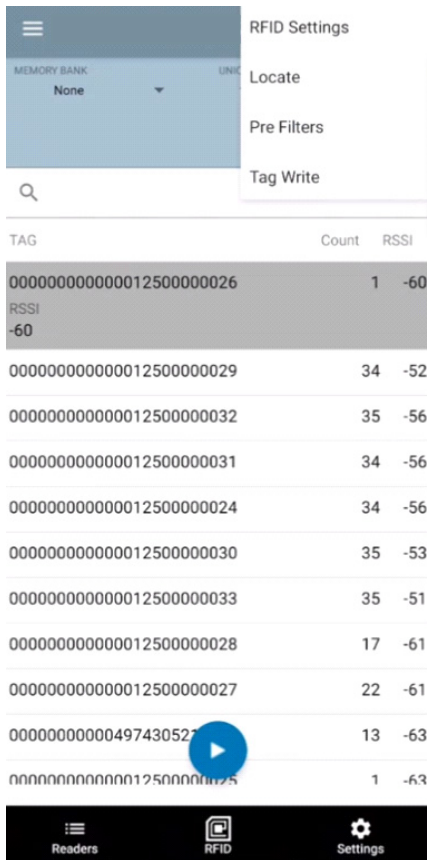 RFID Settings
MEMORY BANK
None
Locate
Pre Filters
Tag Write
TAG Count RSSI
000000000000012500000026 1 -60
RSSI
-60
000000000000012500000029 34 -52
000000000000012500000032 35 -56
000000000000012500000031 34 -56
000000000000012500000024 34 -56
000000000000012500000030 35 -53
000000000000012500000033 35 -51
000000000000012500000028 17 -61
000000000000012500000027 22 -61
13 -63
000000000000012500000025 1 -63
Readers RFID Settings